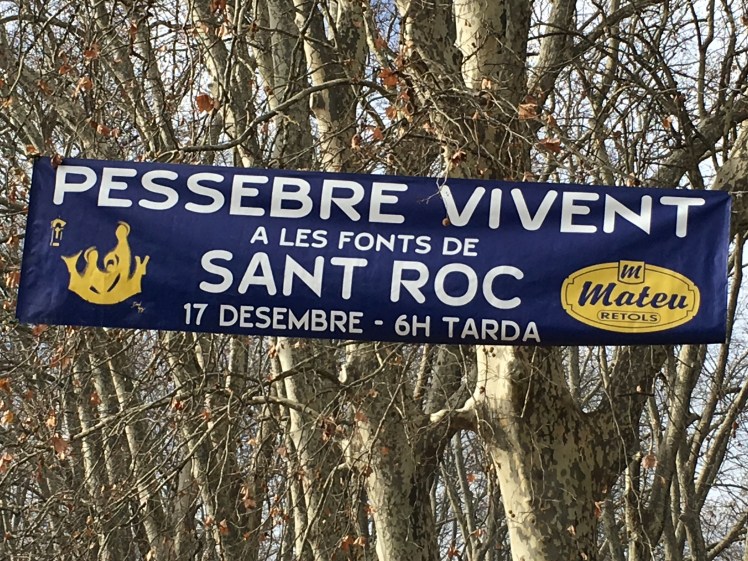 PESSEBRE VIVENT
A LES FONTS DE
SANT ROC
17 DESEMBRE - 6H TARDA
m
Mateu
RETOLS